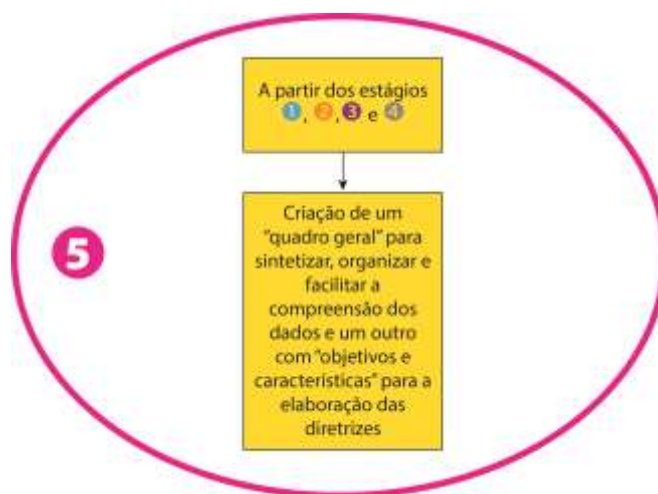 A partir dos estágios
1, 2, 3 e 4
5
Criação de um
"quadro geral" para
sintetizar, organizar e
facilitar a
compreensão dos
dados e um outro
com "objetivos e
características" para a
elaboração das
diretrizes